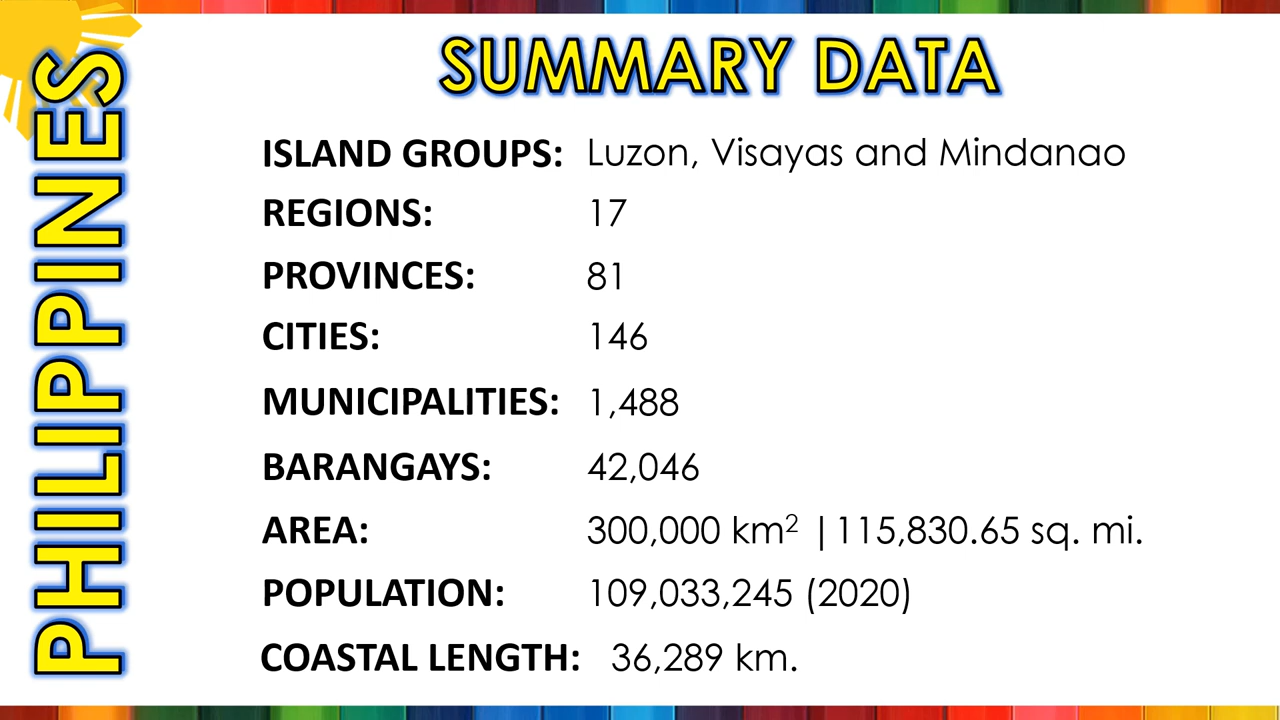 PHILIPPINES
SUMMARY DATA
ISLAND GROUPS: Luzon, Visayas and Mindanao
REGIONS: 17
PROVINCES: 81
CITIES: 146
MUNICIPALITIES: 1,488
BARANGAYS: 42,046
AREA: 300,000 km² |115,830.65 sq. mi.
POPULATION: 109,033,245 (2020)
COASTAL LENGTH: 36,289 km.